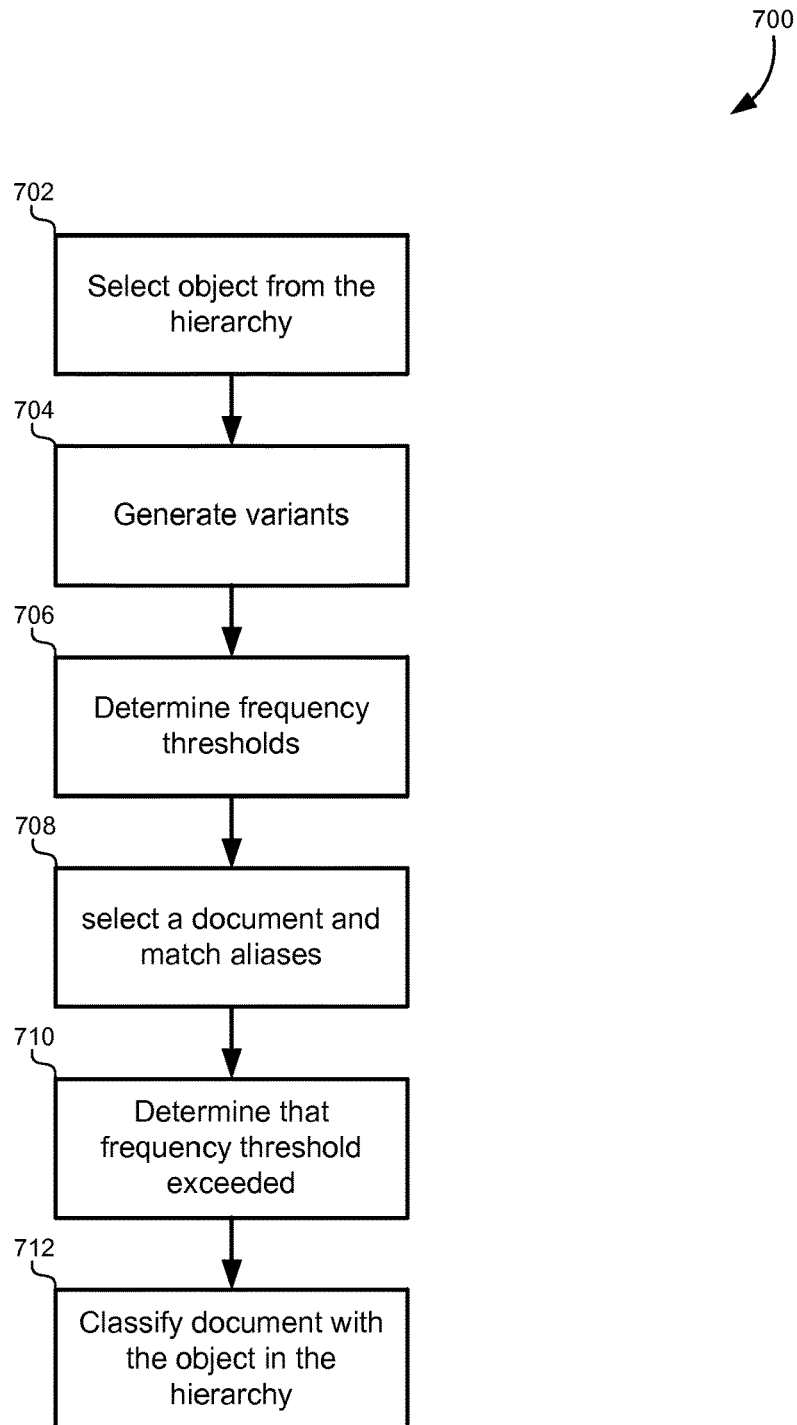 700
702
Select object from the
hierarchy
704
Generate variants
706
Determine frequency
thresholds
708
select a document and
match aliases
710
Determine that
frequency threshold
exceeded
712
Classify document with
the object in the
hierarchy